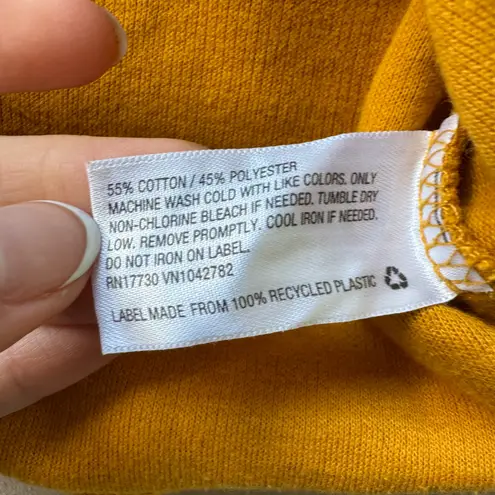 55% COTTON / 45% POLYESTER
MACHINE WASH COLD WITH LIKE COLORS. ONLY
NON-CHLORINE BLEACH IF NEEDED. TUMBLE DRY
LOW. REMOVE PROMPTLY. COOL IRON IF NEEDED.
DO NOT IRON ON LABEL.
RN17730 VN1042782
LABEL MADE FROM 100% RECYCLED PLASTIC